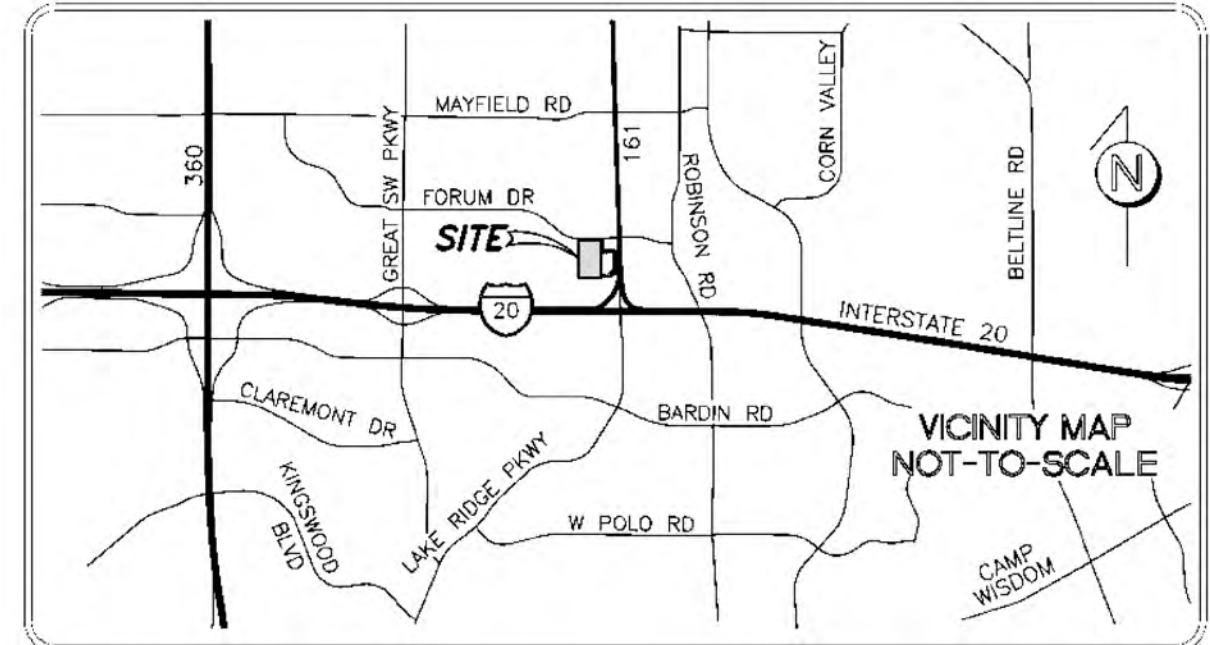 MAYFIELD RD
CORN VALLEY
360
GREAT SW PKWY
161
ROBINSON RD
BELTLINE RD
N
FORUM DR
SITE
20
INTERSTATE 20
CLAREMONT DR
BARDIN RD
VICINITY MAP
NOT-TO-SCALE
KINGSWOOD
BLVD
LAKE RIDGE PKWY
W POLO RD
CAMP
WISDOM